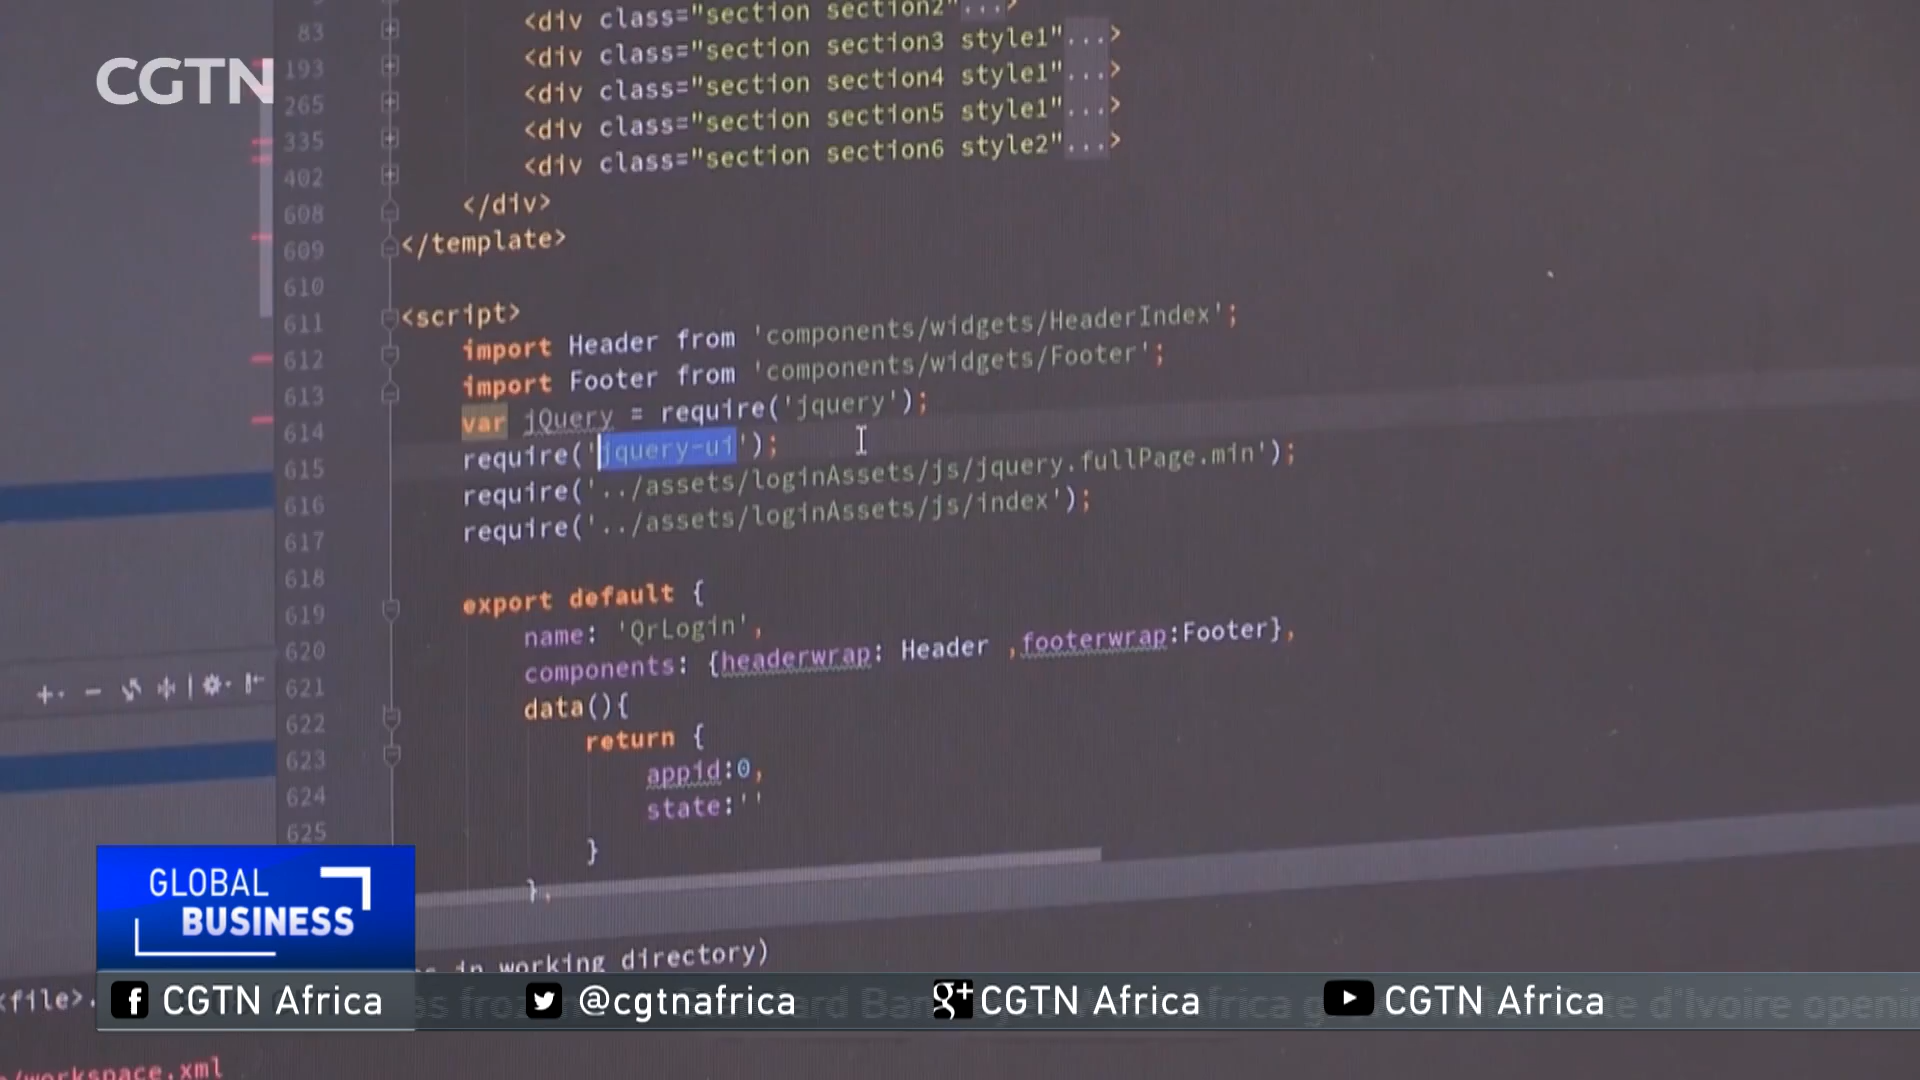 CGTN
83 <div class="section section2"...>
193 <div class="section section3 style1"...>
265 <div class="section section4 style1"...>
335 <div class="section section5 style1"...>
402 <div class="section section6 style2"...>
608 </div>
609 </template>
610
611 <script>
612 import Header from 'components/widgets/HeaderIndex';
613 import Footer from 'components/widgets/Footer';
614 var jQuery = require('jquery');
615 require('jquery-ui');
616 require('../assets/loginAssets/js/jquery.fullPage.min');
617 require('../assets/loginAssets/js/index');
618
619 export default {
620 name: 'QrLogin',
621 components: {headerwrap: Header ,footerwrap:Footer},
622 data(){
623 return {
624 appid:0,
625 state:''
}
},
GLOBAL
BUSINESS
in working directory)
<file>.
CGTN Africa @cgtnafrica g+ CGTN Africa CGTN Africa
d'Ivoire
/workspace.xml